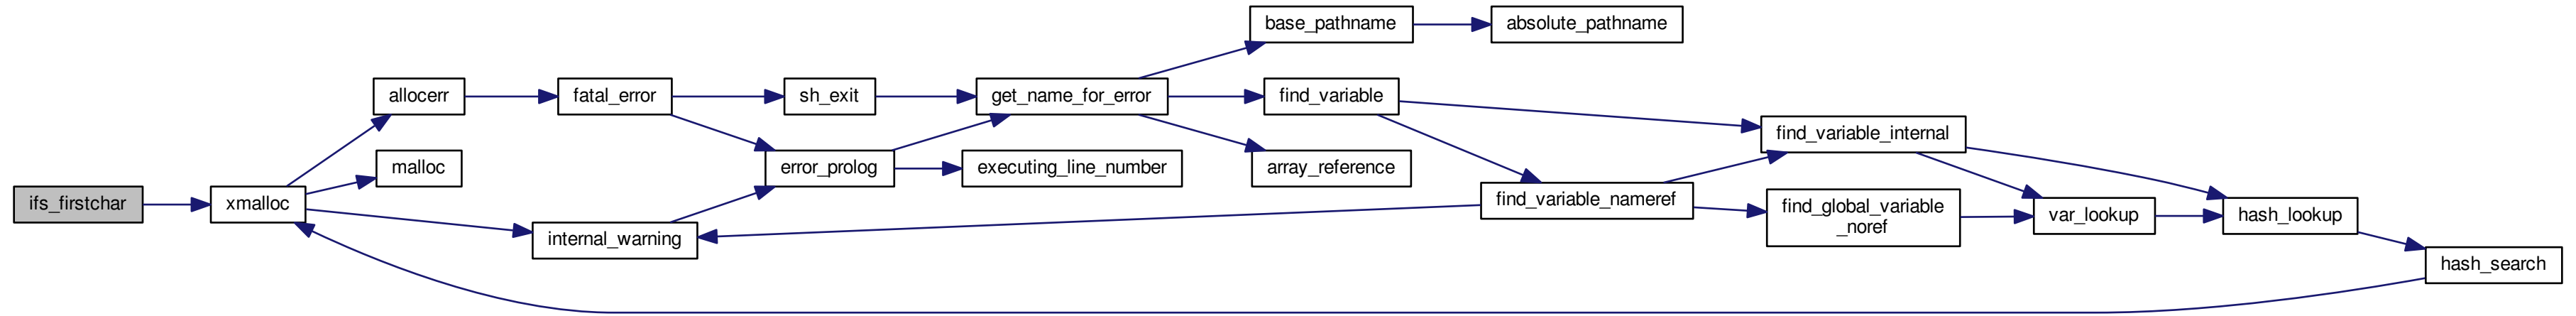 base_pathname
absolute_pathname
allocerr
fatal_error
sh_exit
get_name_for_error
find_variable
find_variable_internal
malloc
error_prolog
executing_line_number
array_reference
ifs_firstchar
xmalloc
find_variable_nameref
find_global_variable
_noref
var_lookup
hash_lookup
internal_warning
hash_search